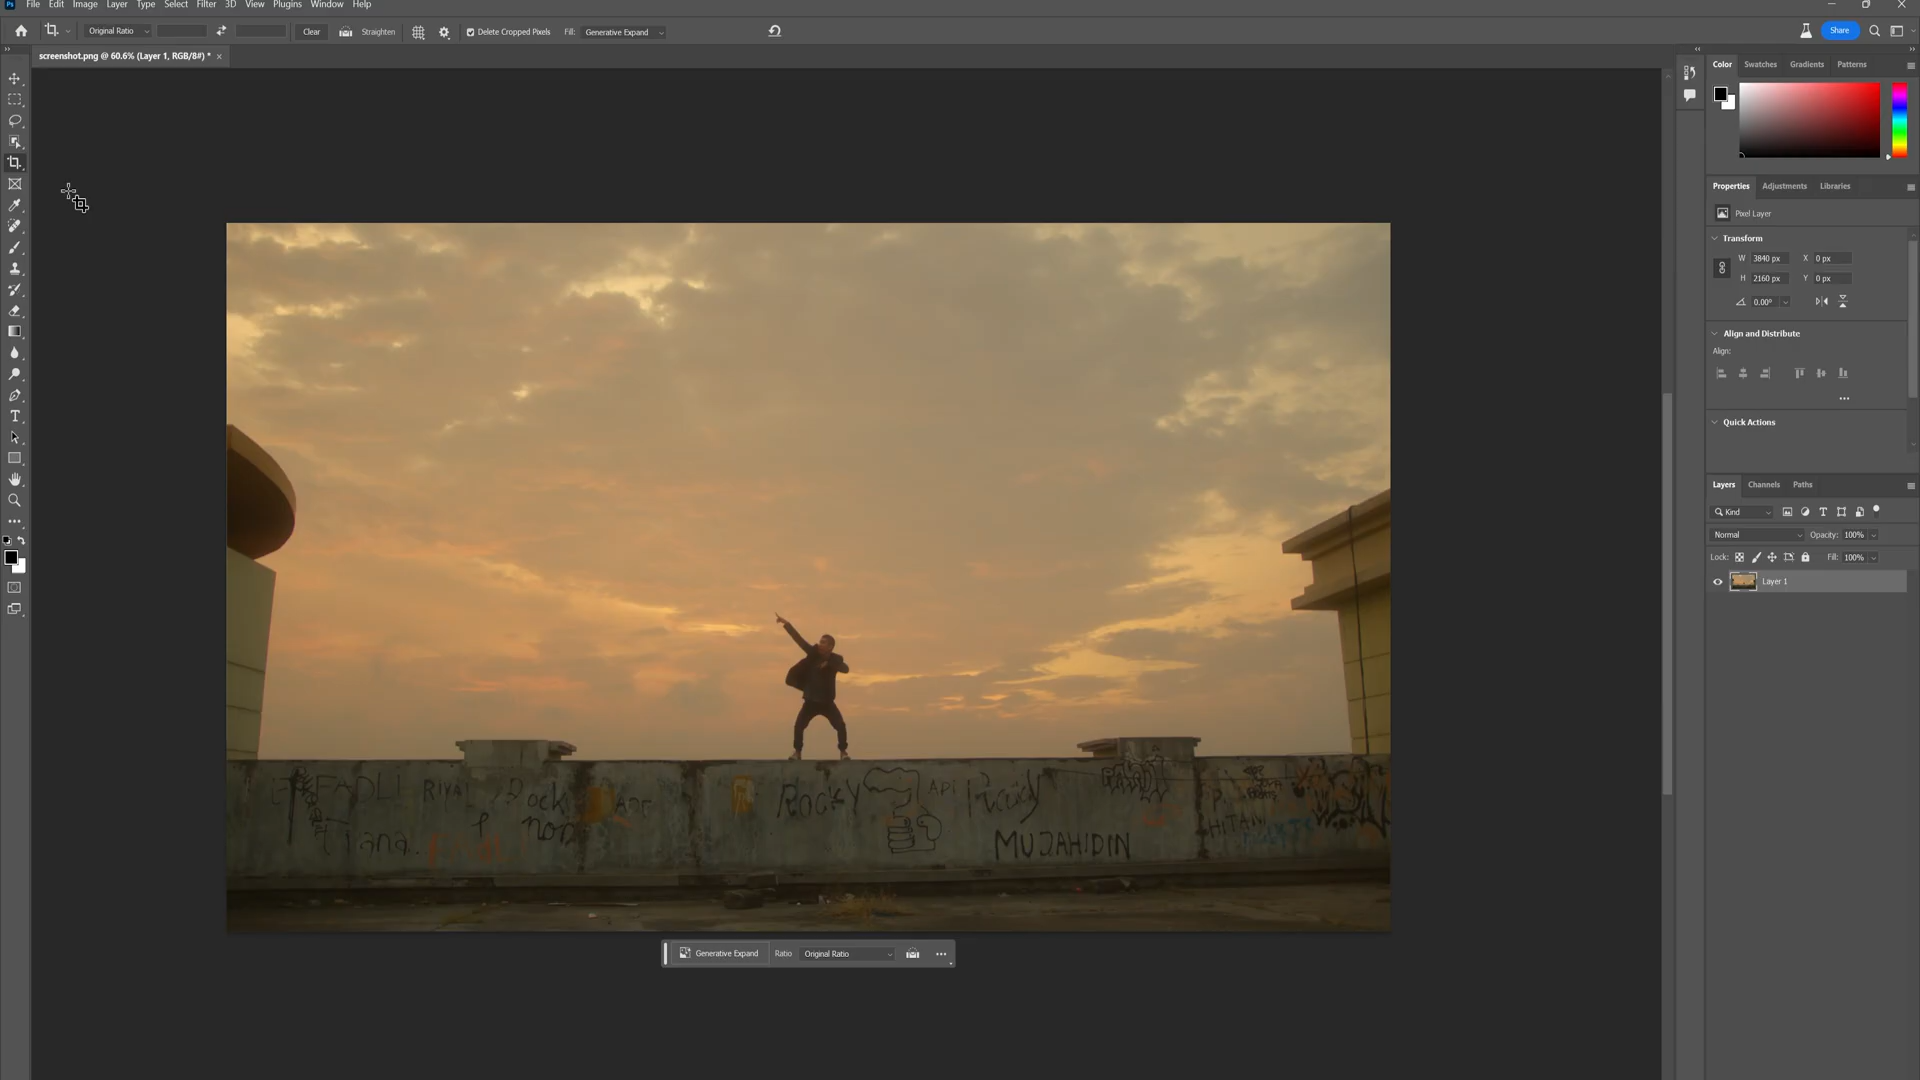 File Edit Image Layer Type Select Filter 3D View Plugins Window Help
Original Ratio Clear Straighten Delete Cropped Pixels Fill: Generative Expand Share
screenshot.png @ 60.6% (Layer 1, RGB/8#) *
Color Swatches Gradients Patterns
Properties Adjustments Libraries
Pixel Layer
Transform
W 3840 px X 0 px
H 2160 px Y 0 px
0.00°
Align and Distribute
Align:
Quick Actions
Layers Channels Paths
Kind
Normal Opacity: 100%
Lock: Fill: 100%
Layer 1
FADLI RIYAL Rocky API
MUJAHIDIN
Generative Expand Ratio Original Ratio